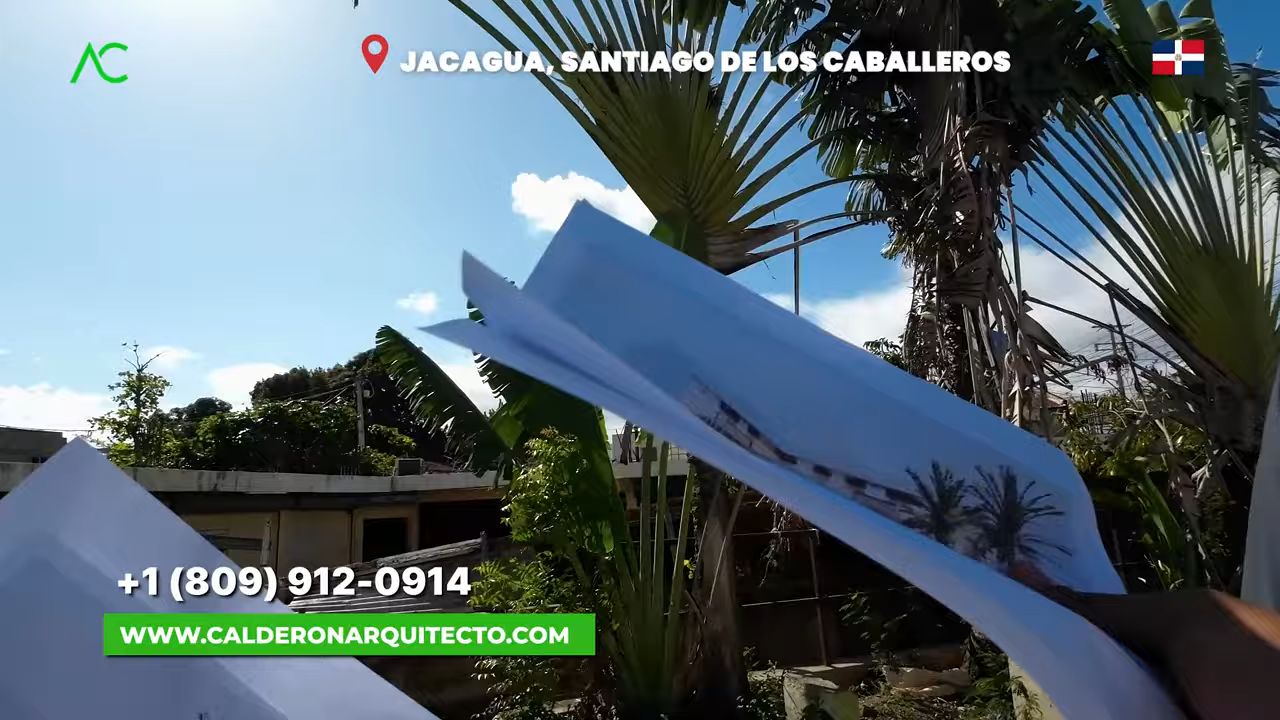 AC
JACAGUA, SANTIAGO DE LOS CABALLEROS
+1 (809) 912-0914
WWW.CALDERONARQUITECTO.COM